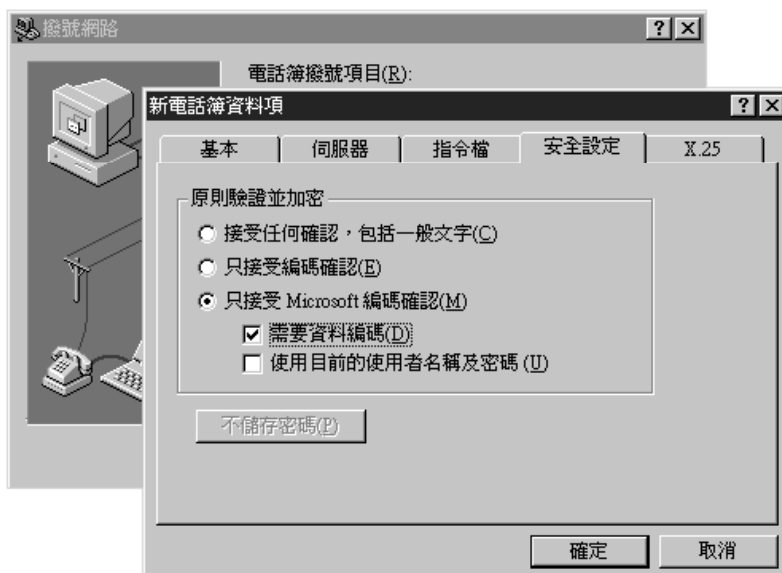 撥號網路
電話簿撥號項目(R):
新電話簿資料項
基本 伺服器 指令檔 安全設定 X.25
原則驗證並加密
接受任何確認，包括一般文字(C)
只接受編碼確認(E)
只接受 Microsoft 編碼確認(M)
需要資料編碼(D)
使用目前的使用者名稱及密碼 (U)
不儲存密碼(P)
確定 取消